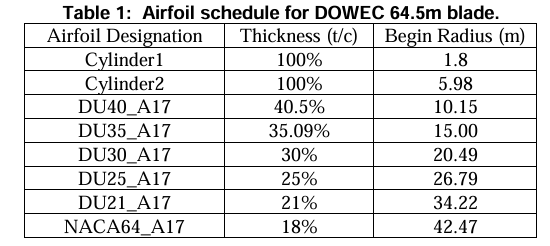 Table 1: Airfoil schedule for DOWEC 64.5m blade.
Airfoil Designation Thickness (t/c) Begin Radius (m)
Cylinder1 100% 1.8
Cylinder2 100% 5.98
DU40_A17 40.5% 10.15
DU35_A17 35.09% 15.00
DU30_A17 30% 20.49
DU25_A17 25% 26.79
DU21_A17 21% 34.22
NACA64_A17 18% 42.47